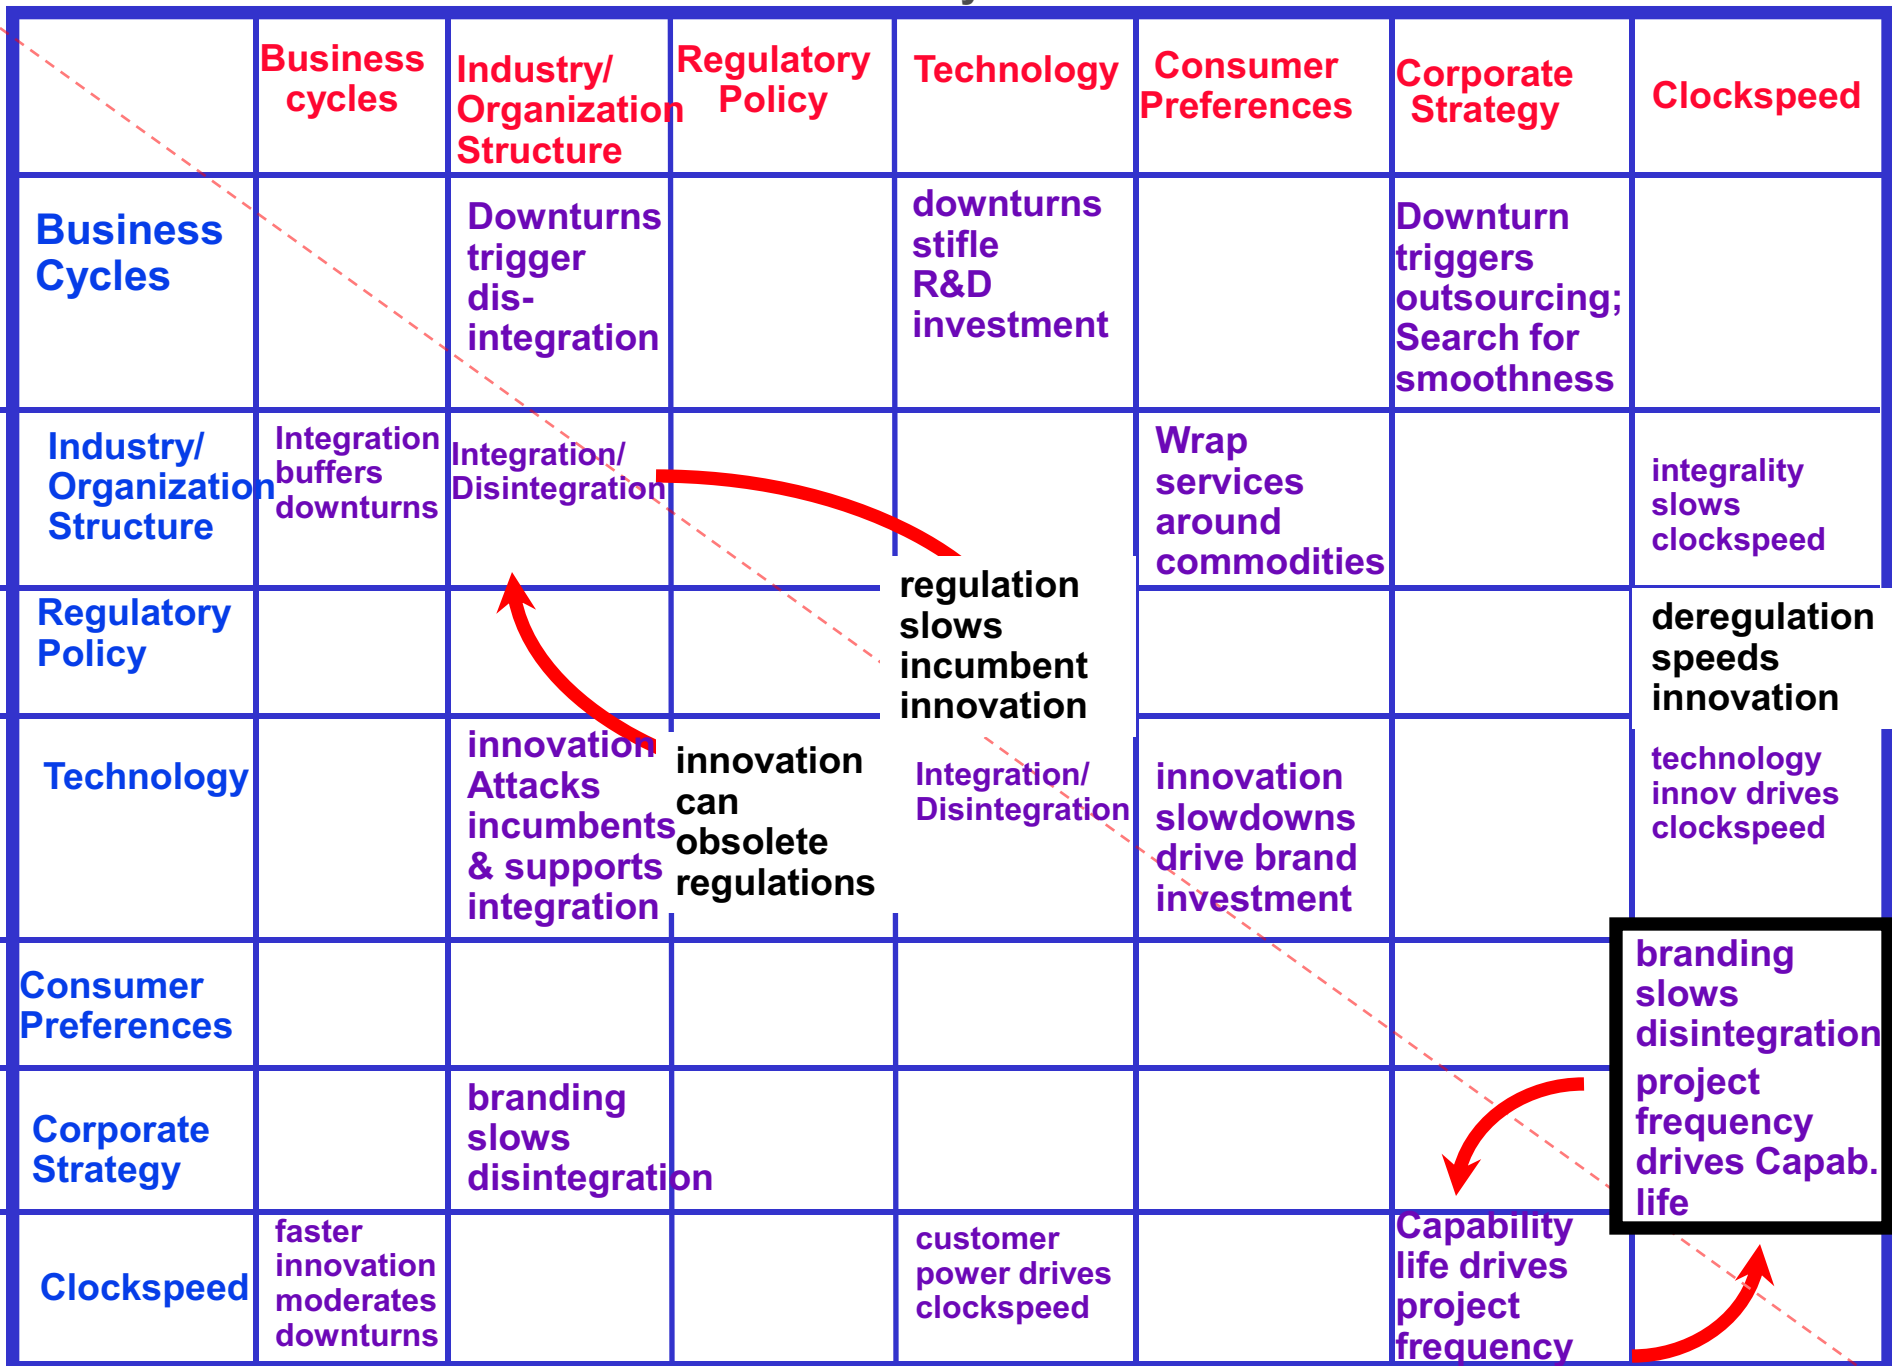 Business
cycles
Industry/
Organization
Structure
Regulatory
Policy
Technology
Consumer
Preferences
Corporate
Strategy
Clockspeed
Business
Cycles
Downturns
trigger
dis-
integration
downturns
stifle
R&D
investment
Downturn
triggers
outsourcing;
Search for
smoothness
Industry/
Organization
Structure
Integration
buffers
downturns
Integration/
Disintegration
Wrap
services
around
commodities
integrality
slows
clockspeed
Regulatory
Policy
regulation
slows
incumbent
innovation
deregulation
speeds
innovation
Technology
innovation
Attacks
incumbents
& supports
integration
innovation
can
obsolete
regulations
Integration/
Disintegration
innovation
slowdowns
drive brand
investment
technology
innov drives
clockspeed
Consumer
Preferences
branding
slows
disintegration
Corporate
Strategy
branding
slows
disintegration
project
frequency
drives Capab.
life
Clockspeed
faster
innovation
moderates
downturns
customer
power drives
clockspeed
Capability
life drives
project
frequency